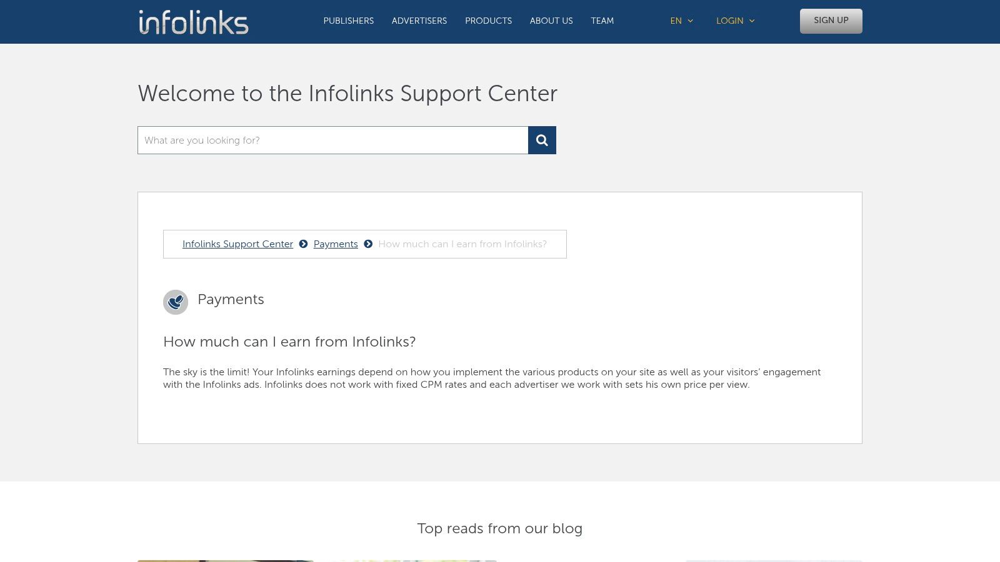 infolinks
PUBLISHERS ADVERTISERS PRODUCTS ABOUT US TEAM EN LOGIN SIGN UP
Welcome to the Infolinks Support Center
What are you looking for?
Infolinks Support Center Payments How much can I earn from Infolinks?
Payments
How much can I earn from Infolinks?
The sky is the limit! Your Infolinks earnings depend on how you implement the various products on your site as well as your visitors’ engagement
with the Infolinks ads. Infolinks does not work with fixed CPM rates and each advertiser we work with sets his own price per view.
Top reads from our blog